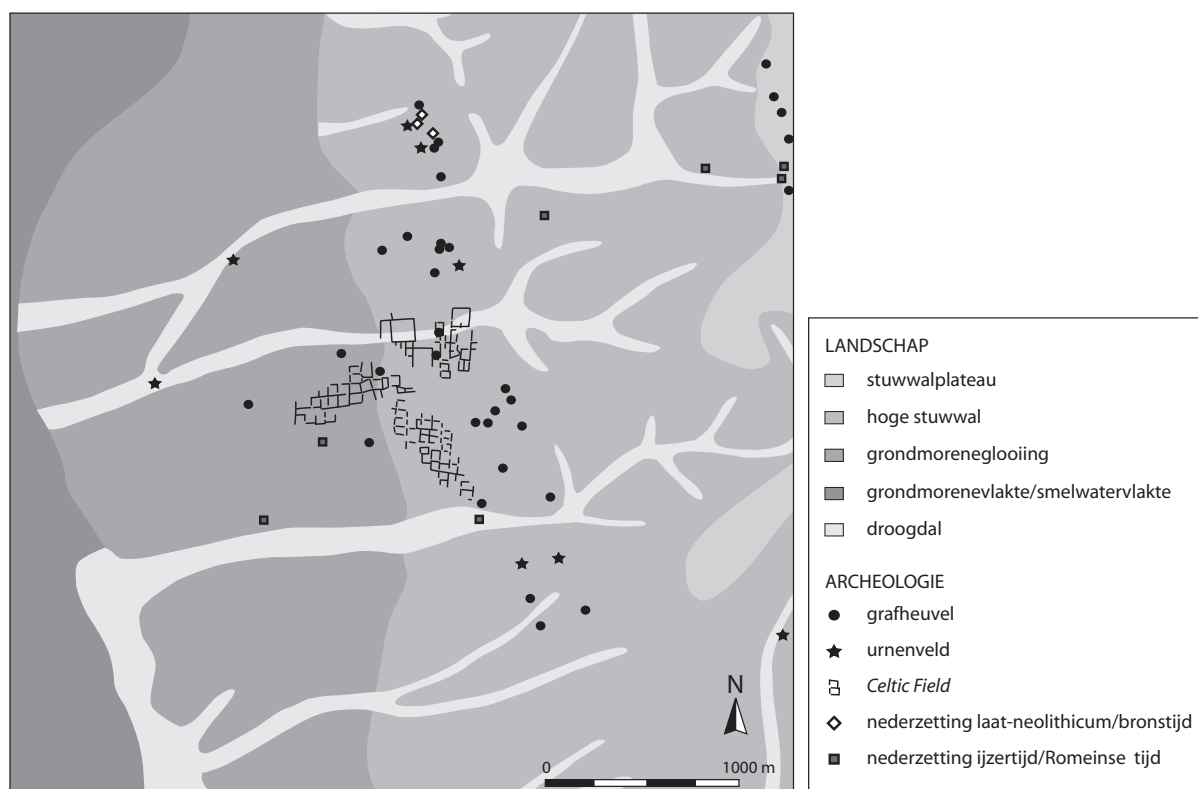 N
0 1000 m
LANDSCHAP
stuwwalplateau
hoge stuwwal
grondmoreneglooiing
grondmorenevlakte/smelwatervlakte
droogdal
ARCHEOLOGIE
grafheuvel
urnenveld
Celtic Field
nederzetting laat-neolithicum/bronstijd
nederzetting ijzertijd/Romeinse tijd